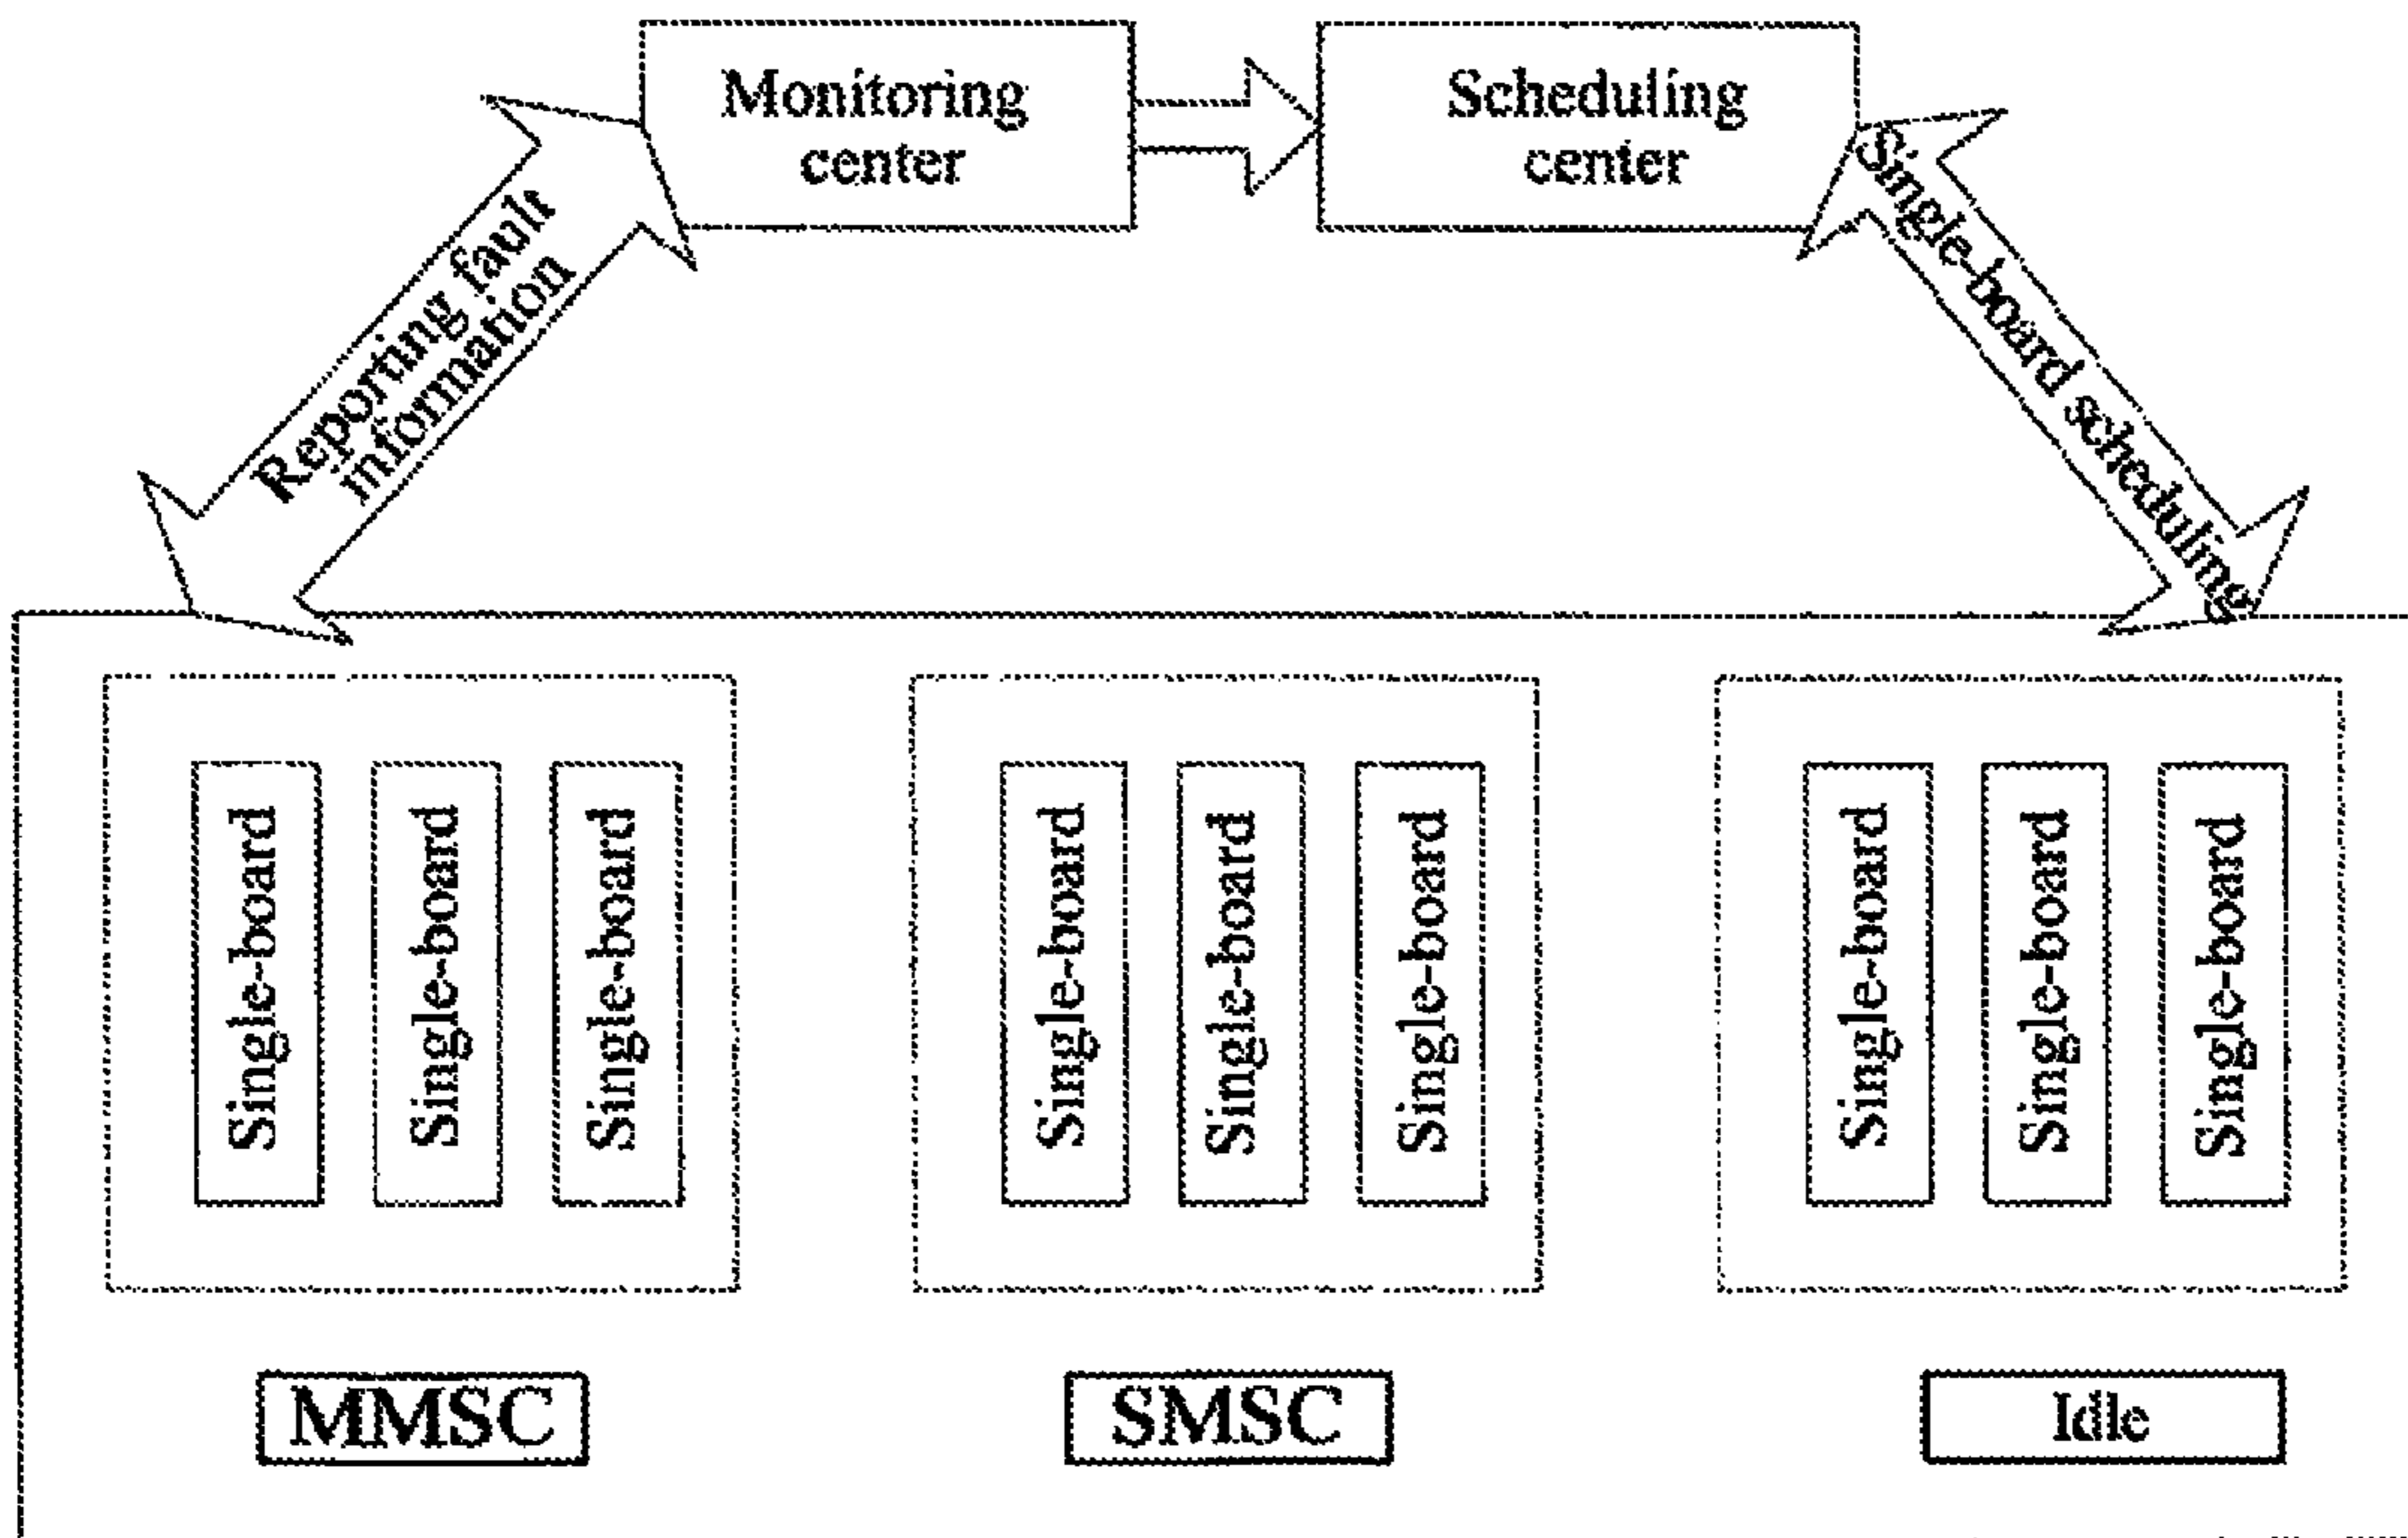 Monitoring
center
Scheduling
center
Reporting fault
information
Single-board scheduling
Single-board
Single-board
Single-board
Single-board
Single-board
Single-board
Single-board
Single-board
Single-board
MMSC
SMSC
Idle